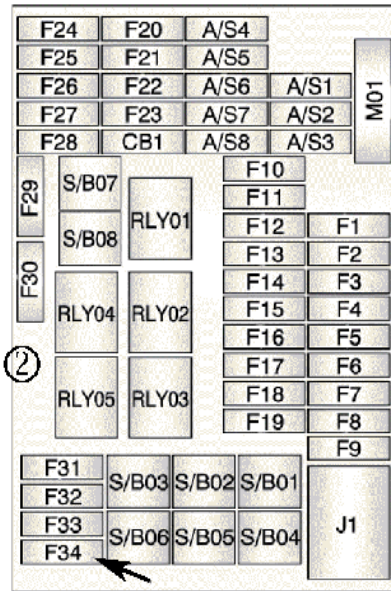 F24 F20 A/S4
F25 F21 A/S5
F26 F22 A/S6 A/S1
F27 F23 A/S7 A/S2
F28 CB1 A/S8 A/S3
M01
F29
F30
S/B07
S/B08
RLY01
RLY04 RLY02
RLY05 RLY03
F10
F11
F12 F1
F13 F2
F14 F3
F15 F4
F16 F5
F17 F6
F18 F7
F19 F8
F9
2
F31
F32
F33
F34
S/B03 S/B02 S/B01
S/B06 S/B05 S/B04
J1